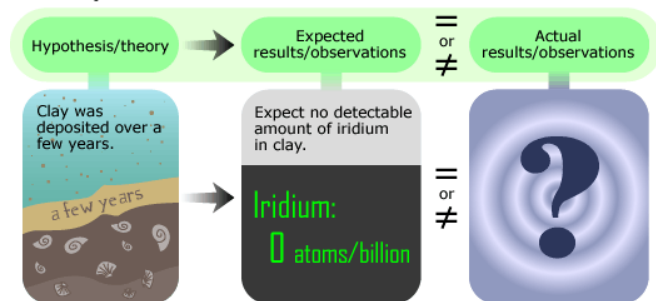 Hypothesis/theory
Expected
results/observations
=
or
≠
Actual
results/observations
Clay was
deposited over a
few years.
a few years
Expect no detectable
amount of iridium
in clay.
Iridium:
0 atoms/billion
=
or
≠
?